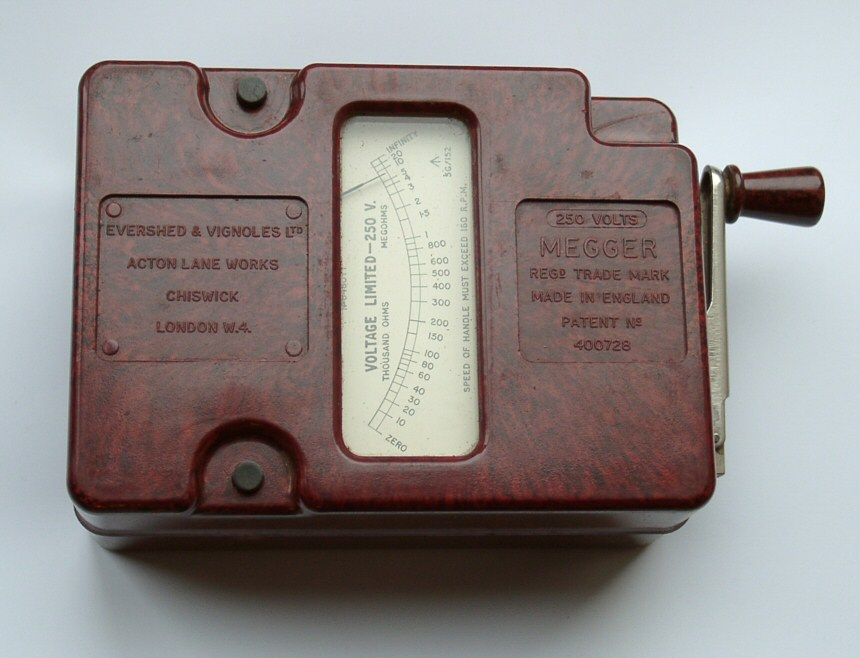 EVERSHED & VIGNOLES LTD
ACTON LANE WORKS
CHISWICK
LONDON W.4.
INFINITY
20
10
5
4
3
2
1·5
1
800
600
500
400
300
200
150
100
80
60
40
30
20
10
ZERO
MEGOHMS
THOUSAND OHMS
VOLTAGE LIMITED—250 V.
SG/152
SPEED OF HANDLE MUST EXCEED 160 R.P.M.
250 VOLTS
MEGGER
REGD TRADE MARK
MADE IN ENGLAND
PATENT NO
400728